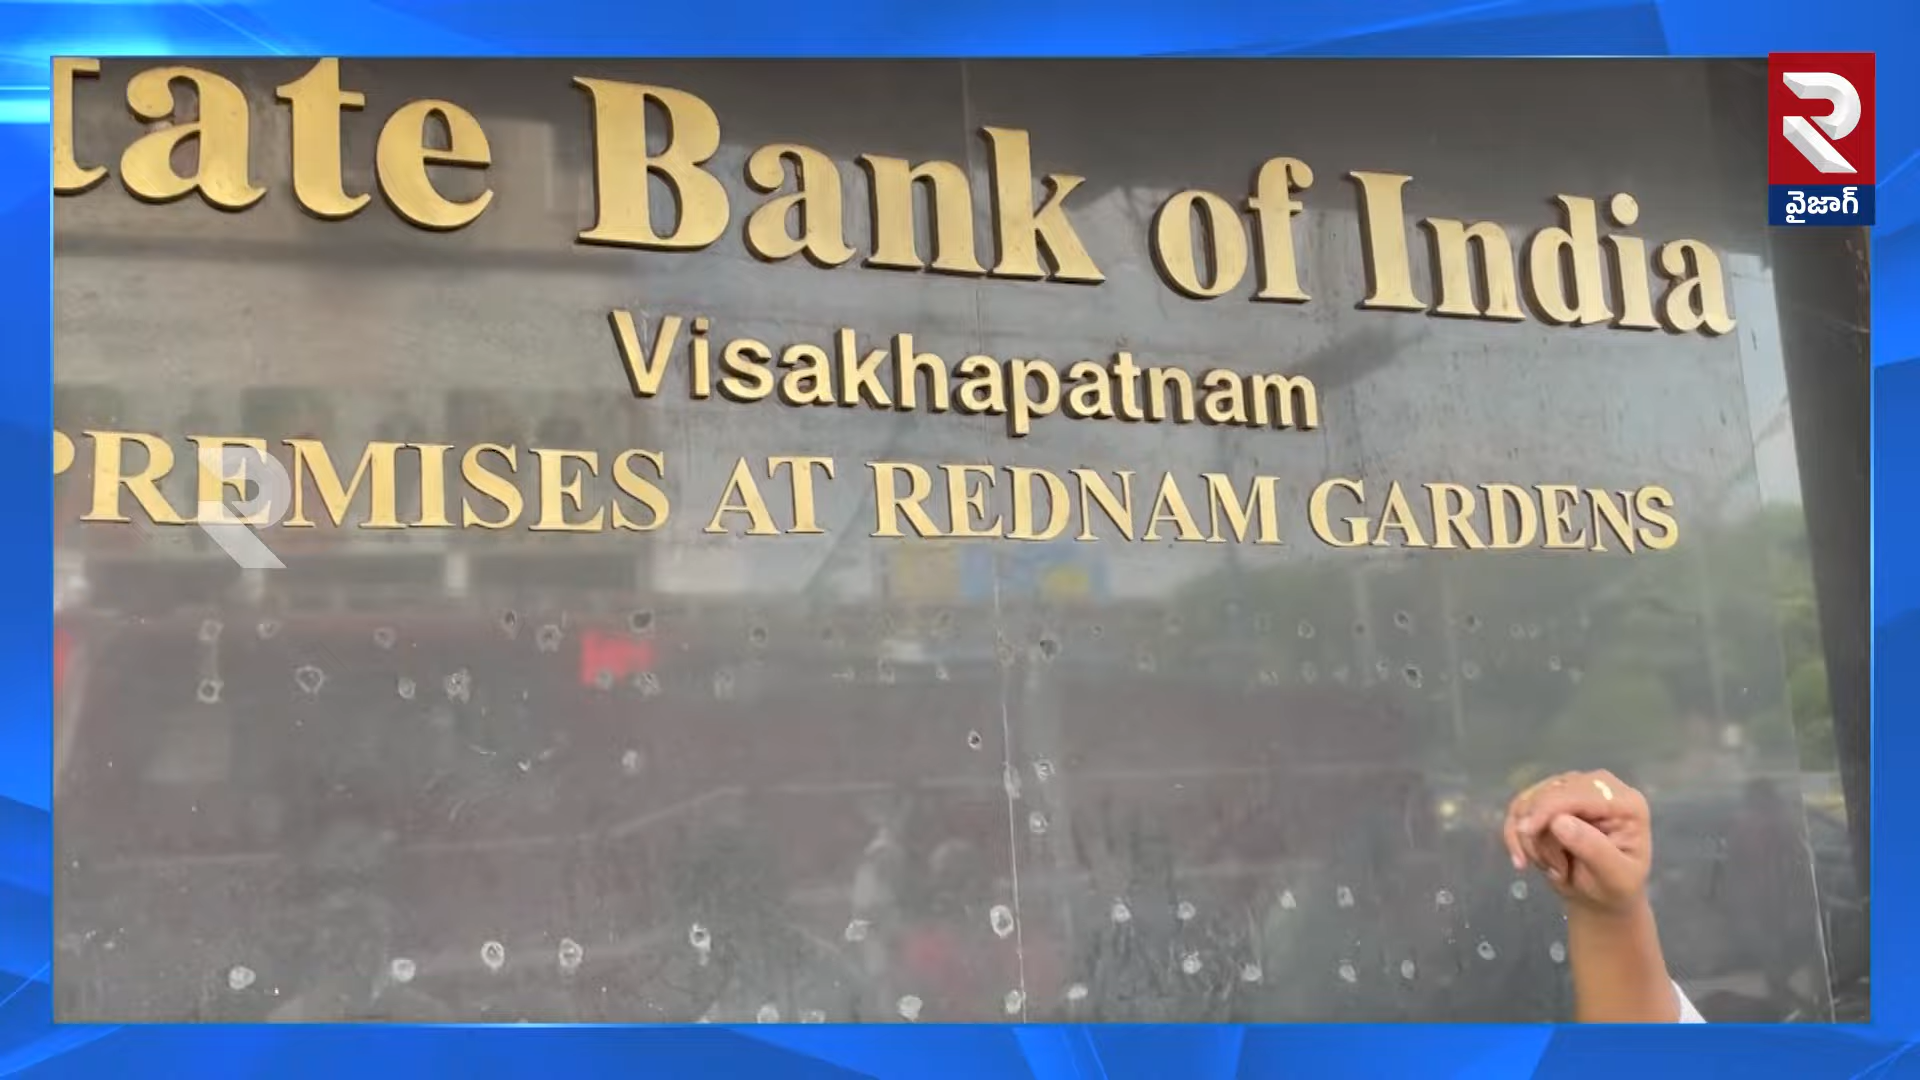 tate Bank of India
Visakhapatnam
PREMISES AT REDNAM GARDENS
R
వైజాగ్